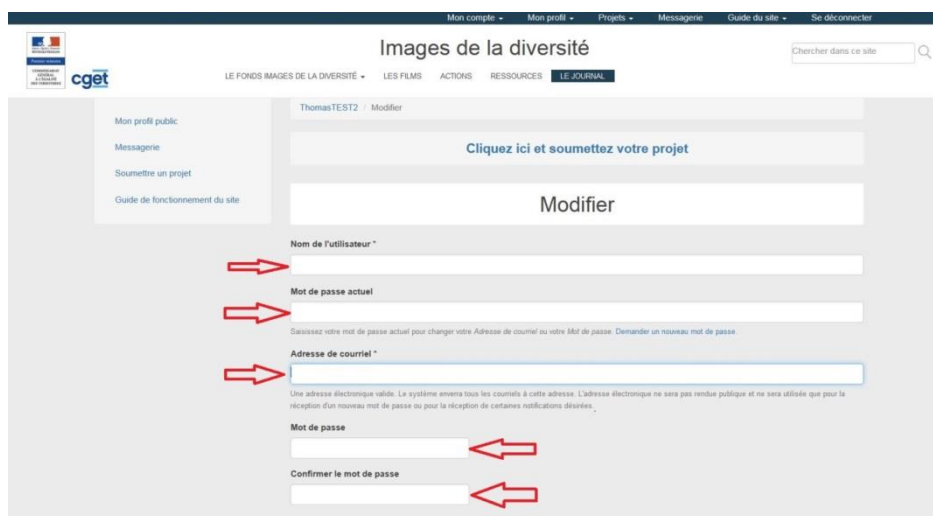 Mon compte Mon profil Projets Messagerie Guide du site Se déconnecter
Images de la diversité
Chercher dans ce site
cget
LE FONDS IMAGES DE LA DIVERSITÉ LES FILMS ACTIONS RESSOURCES LE JOURNAL
ThomasTEST2 / Modifier
Mon profil public
Messagerie
Soumettre un projet
Guide de fonctionnement du site
Cliquez ici et soumettez votre projet
Modifier
Nom de l'utilisateur *
Mot de passe actuel
Saisissez votre mot de passe actuel pour changer votre Adresse de courriel ou votre Mot de passe. Demander un nouveau mot de passe.
Adresse de courriel *
Une adresse électronique valide. Le système enverra tous les courriels à cette adresse. L'adresse électronique ne sera pas rendue publique et ne sera utilisée que pour la
réception d'un nouveau mot de passe ou pour la réception de certaines notifications désirées.
Mot de passe
Confirmer le mot de passe